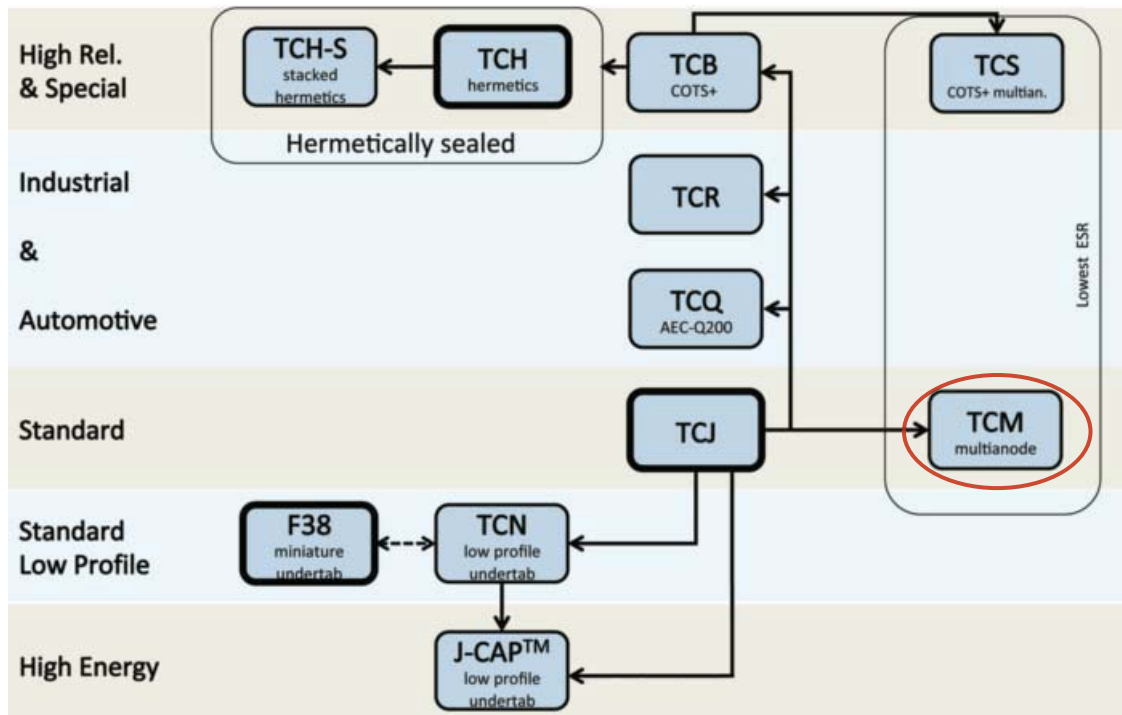 High Rel.
& Special
TCH-S
stacked
hermetics
TCH
hermetics
TCB
COTS+
TCS
COTS+ multian.
Hermetically sealed
Industrial
&
Automotive
TCR
TCQ
AEC-Q200
Lowest ESR
Standard
TCJ
TCM
multianode
Standard
Low Profile
F38
miniature
undertab
TCN
low profile
undertab
High Energy
J-CAP™
low profile
undertab